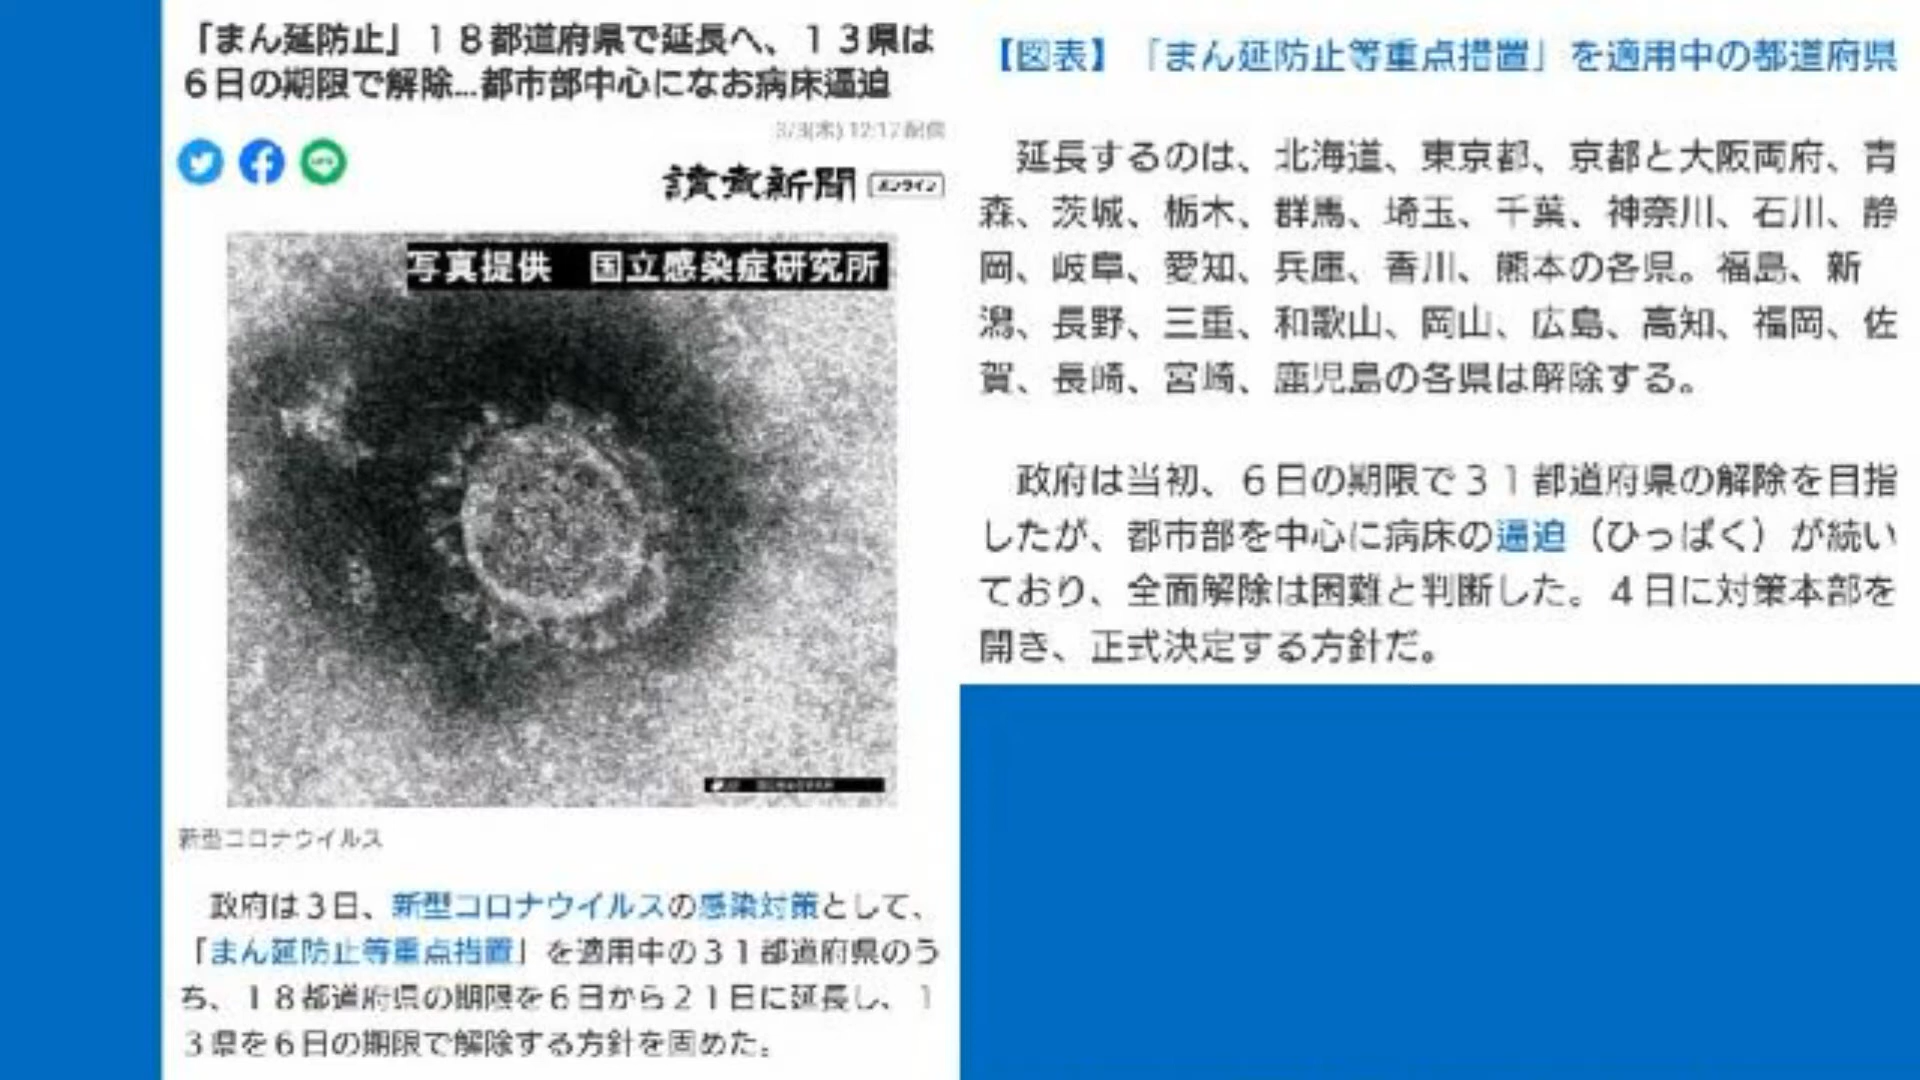 「まん延防止」１８都道府県で延長へ、１３県は
６日の期限で解除...都市部中心になお病床逼迫
3/3(木) 12:17配信
讀賣新聞 オンライン
写真提供　国立感染症研究所
新型コロナウイルス
政府は３日、新型コロナウイルスの感染対策として、
「まん延防止等重点措置」を適用中の３１都道府県のう
ち、１８都道府県の期限を６日から２１日に延長し、１
３県を６日の期限で解除する方針を固めた。
【図表】「まん延防止等重点措置」を適用中の都道府県
延長するのは、北海道、東京都、京都と大阪両府、青
森、茨城、栃木、群馬、埼玉、千葉、神奈川、石川、静
岡、岐阜、愛知、兵庫、香川、熊本の各県。福島、新
潟、長野、三重、和歌山、岡山、広島、高知、福岡、佐
賀、長崎、宮崎、鹿児島の各県は解除する。
政府は当初、６日の期限で３１都道府県の解除を目指
したが、都市部を中心に病床の逼迫（ひっぱく）が続い
ており、全面解除は困難と判断した。４日に対策本部を
開き、正式決定する方針だ。